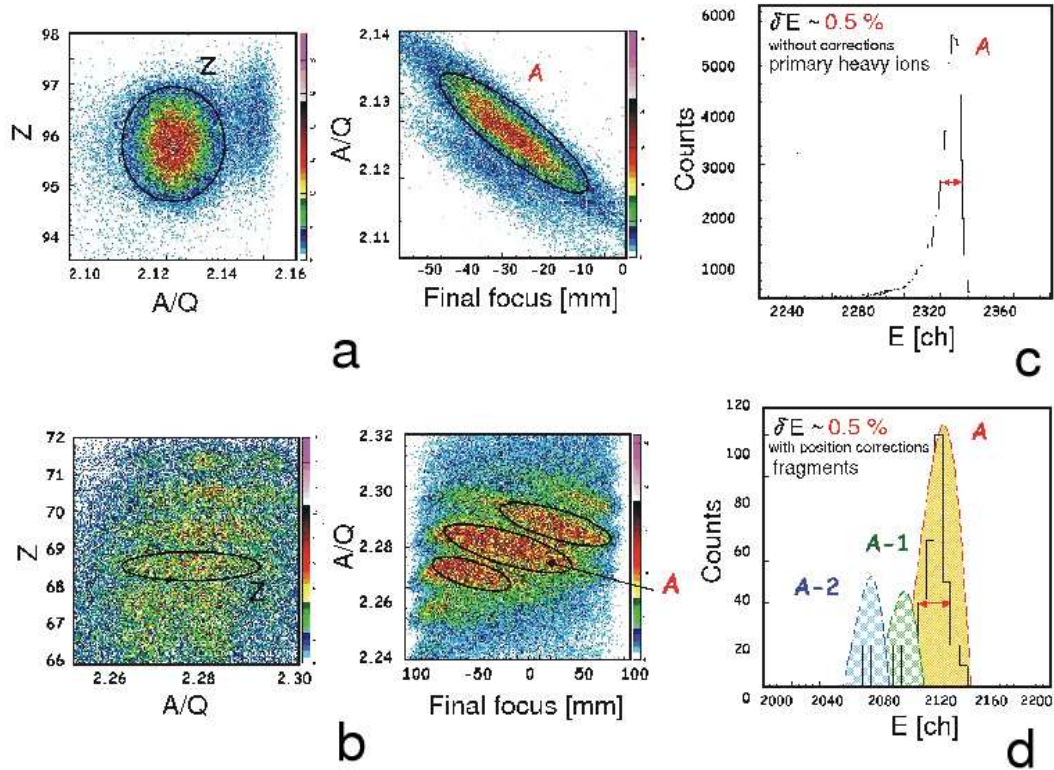 98
97
96
95
94
Z
Z
2.10 2.12 2.14 2.16
A/Q
2.14
2.13
2.12
2.11
A/Q
A
-50 -40 -30 -20 -10 0
Final focus [mm]
a
6000
5000
4000
3000
2000
1000
Counts
δE ~ 0.5 %
without corrections
primary heavy ions
A
2240 2280 2320 2360
E [ch]
c
72
71
70
69
68
67
66
Z
Z
2.26 2.28 2.30
A/Q
2.32
2.30
2.28
2.26
2.24
A/Q
A
100 -50 0 50 100
Final focus [mm]
b
120
100
80
60
40
20
0
Counts
δE ~ 0.5 %
with position corrections
fragments
A
A-1
A-2
2000 2040 2080 2120 2160 2200
E [ch]
d